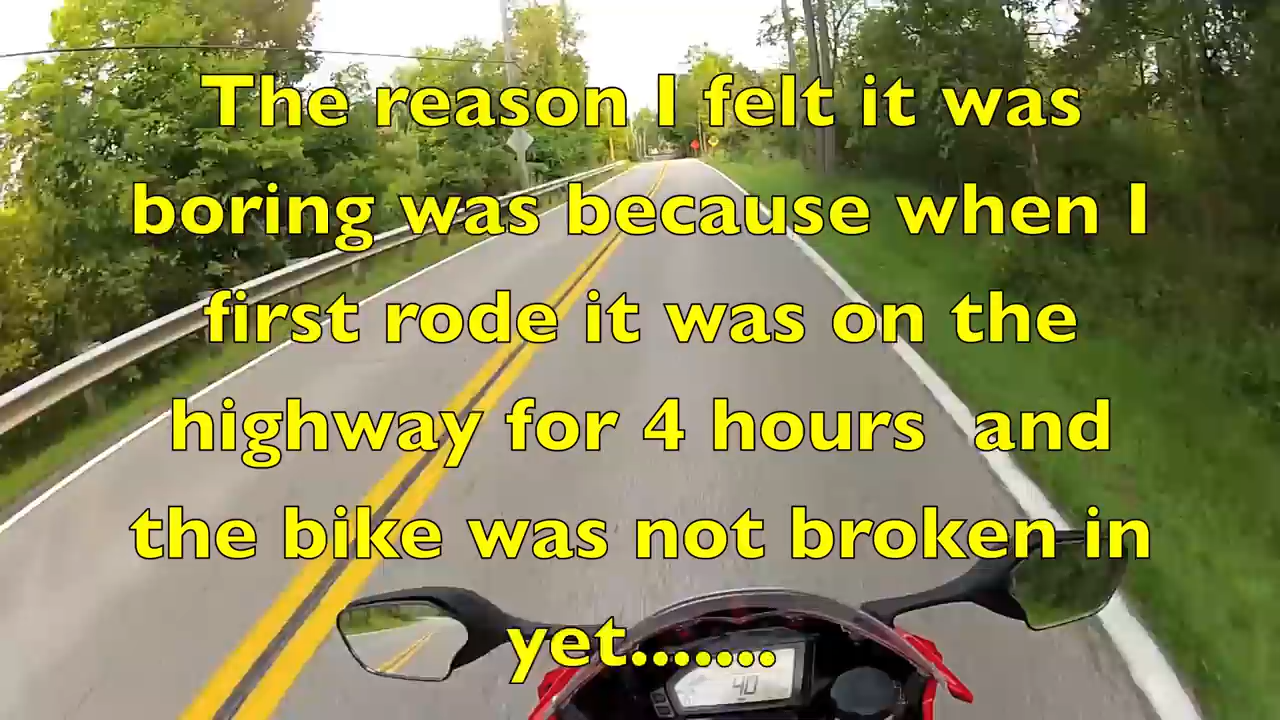 The reason I felt it was
boring was because when I
first rode it was on the
highway for 4 hours  and
the bike was not broken in
yet.......
40